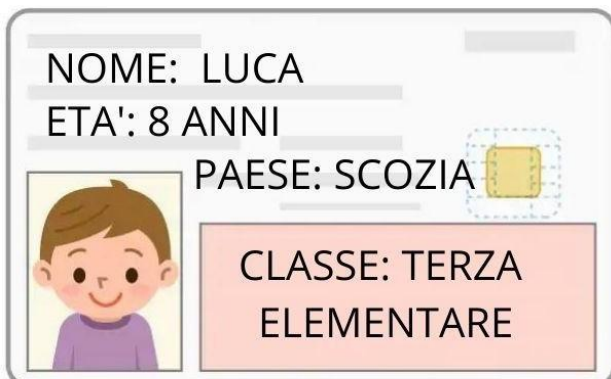 NOME: LUCA
ETA': 8 ANNI
PAESE: SCOZIA
CLASSE: TERZA
ELEMENTARE